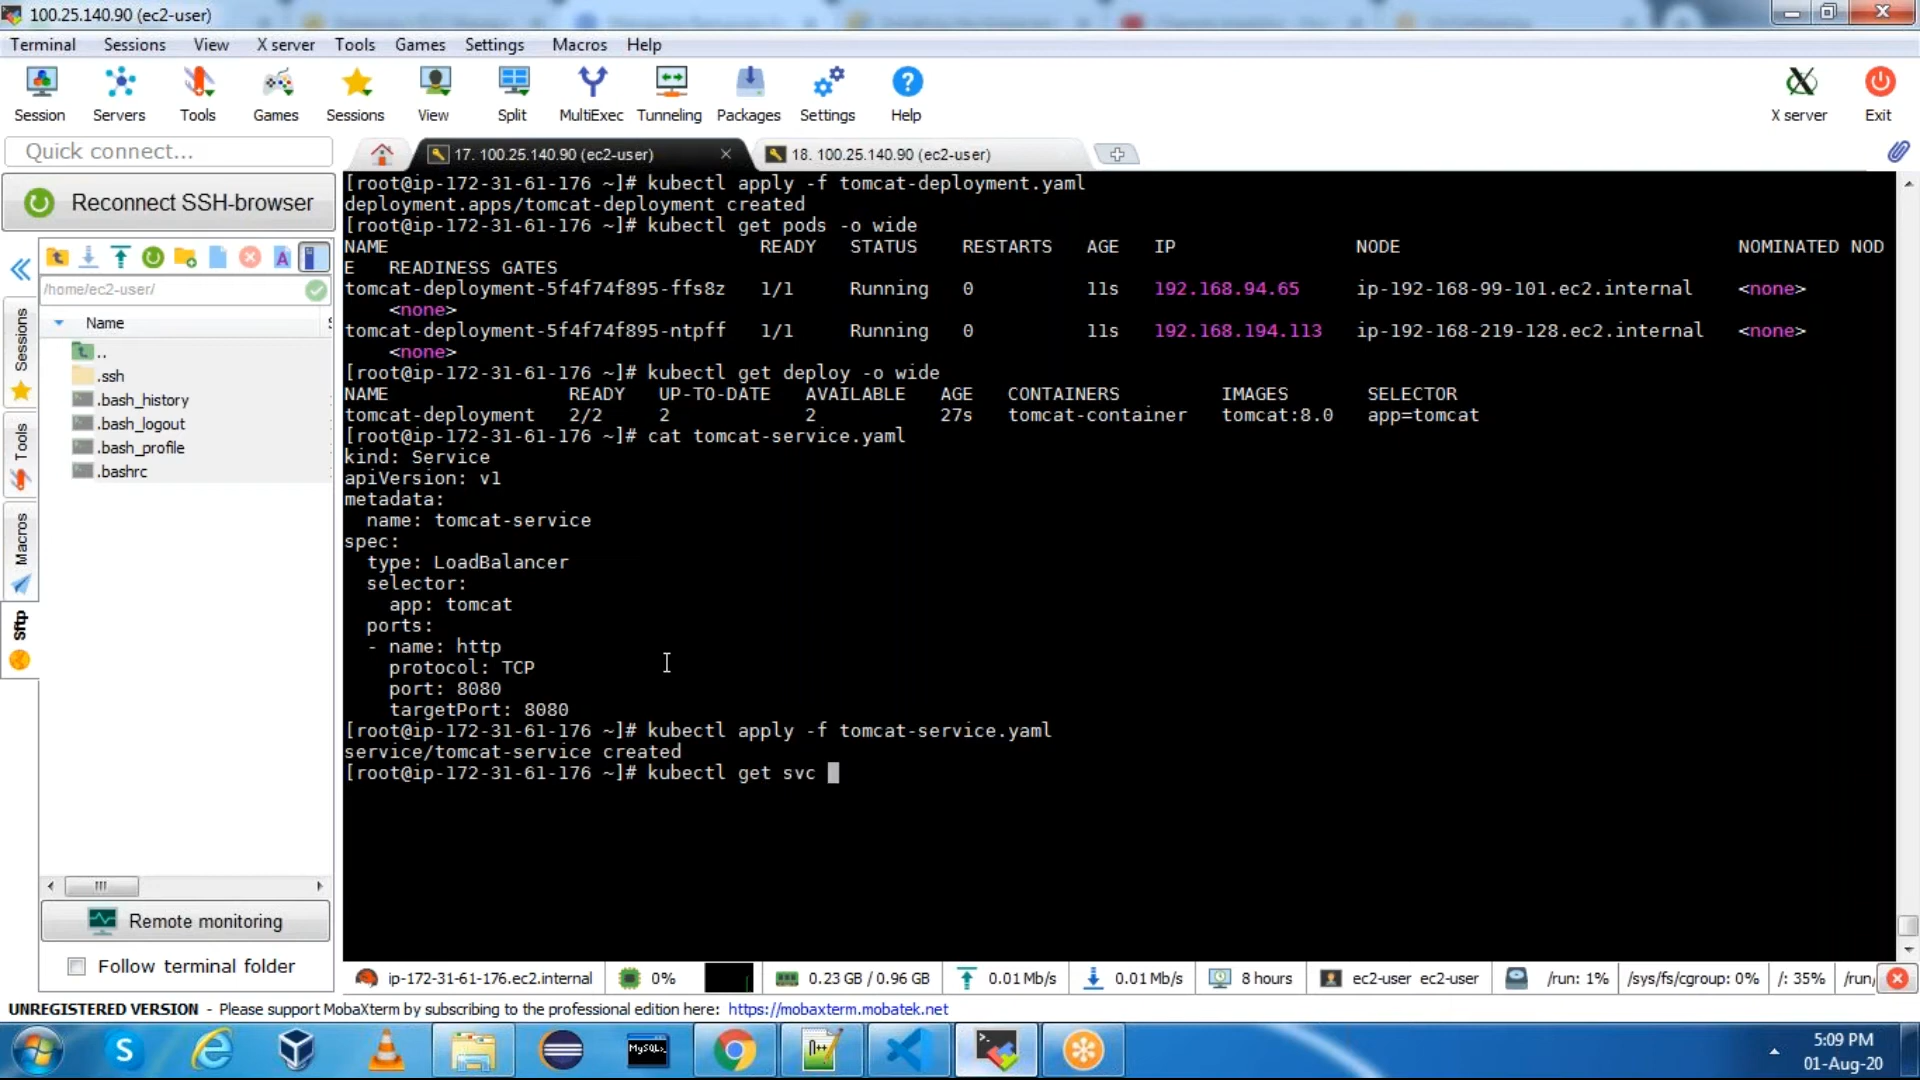 100.25.140.90 (ec2-user)
Terminal Sessions View X server Tools Games Settings Macros Help
Session Servers Tools Games Sessions View Split MultiExec Tunneling Packages Settings Help X server Exit
Quick connect...
17. 100.25.140.90 (ec2-user)
18. 100.25.140.90 (ec2-user)
Reconnect SSH-browser
/home/ec2-user/
Name
..
.ssh
.bash_history
.bash_logout
.bash_profile
.bashrc
Sessions
Tools
Macros
Sftp
Remote monitoring
Follow terminal folder
[root@ip-172-31-61-176 ~]# kubectl apply -f tomcat-deployment.yaml
deployment.apps/tomcat-deployment created
[root@ip-172-31-61-176 ~]# kubectl get pods -o wide
NAME READY STATUS RESTARTS AGE IP NODE NOMINATED NOD
E READINESS GATES
tomcat-deployment-5f4f74f895-ffs8z 1/1 Running 0 11s 192.168.94.65 ip-192-168-99-101.ec2.internal <none>
<none>
tomcat-deployment-5f4f74f895-ntpff 1/1 Running 0 11s 192.168.194.113 ip-192-168-219-128.ec2.internal <none>
<none>
[root@ip-172-31-61-176 ~]# kubectl get deploy -o wide
NAME READY UP-TO-DATE AVAILABLE AGE CONTAINERS IMAGES SELECTOR
tomcat-deployment 2/2 2 2 27s tomcat-container tomcat:8.0 app=tomcat
[root@ip-172-31-61-176 ~]# cat tomcat-service.yaml
kind: Service
apiVersion: v1
metadata:
name: tomcat-service
spec:
type: LoadBalancer
selector:
app: tomcat
ports:
- name: http
protocol: TCP
port: 8080
targetPort: 8080
[root@ip-172-31-61-176 ~]# kubectl apply -f tomcat-service.yaml
service/tomcat-service created
[root@ip-172-31-61-176 ~]# kubectl get svc
ip-172-31-61-176.ec2.internal 0% 0.23 GB / 0.96 GB 0.01 Mb/s 0.01 Mb/s 8 hours ec2-user ec2-user /run: 1% /sys/fs/cgroup: 0% /: 35% /run/
UNREGISTERED VERSION - Please support MobaXterm by subscribing to the professional edition here: https://mobaxterm.mobatek.net
MySQL
5:09 PM
01-Aug-20